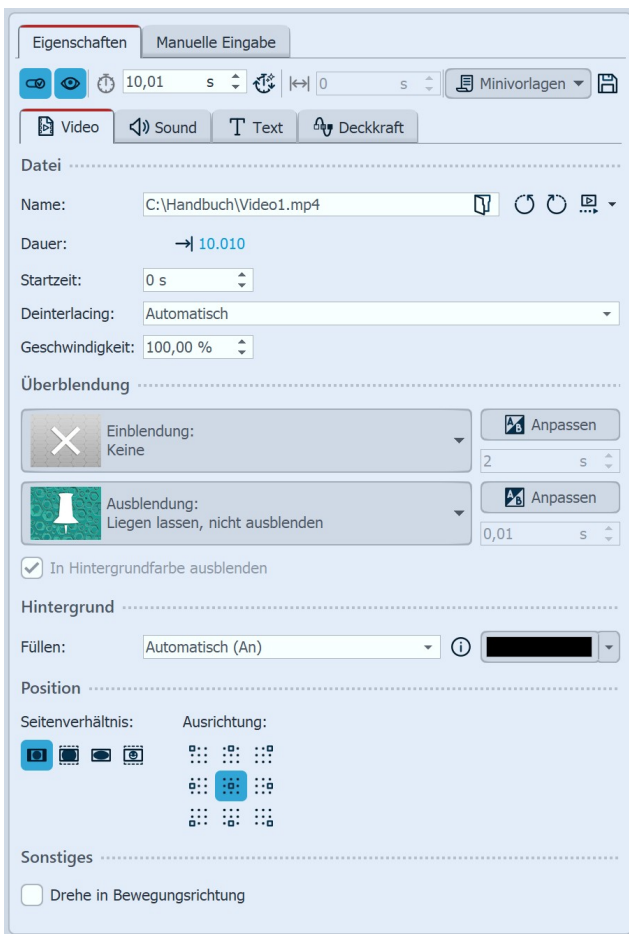 Eigenschaften Manuelle Eingabe
10,01 s 0 s Minivorlagen
Video Sound Text Deckkraft
Datei
Name: C:\Handbuch\Video1.mp4
Dauer: 10.010
Startzeit: 0 s
Deinterlacing: Automatisch
Geschwindigkeit: 100,00 %
Überblendung
Einblendung:
Keine
Anpassen
2 s
Ausblendung:
Liegen lassen, nicht ausblenden
Anpassen
0,01 s
In Hintergrundfarbe ausblenden
Hintergrund
Füllen: Automatisch (An)
Position
Seitenverhältnis: Ausrichtung:
Sonstiges
Drehe in Bewegungsrichtung